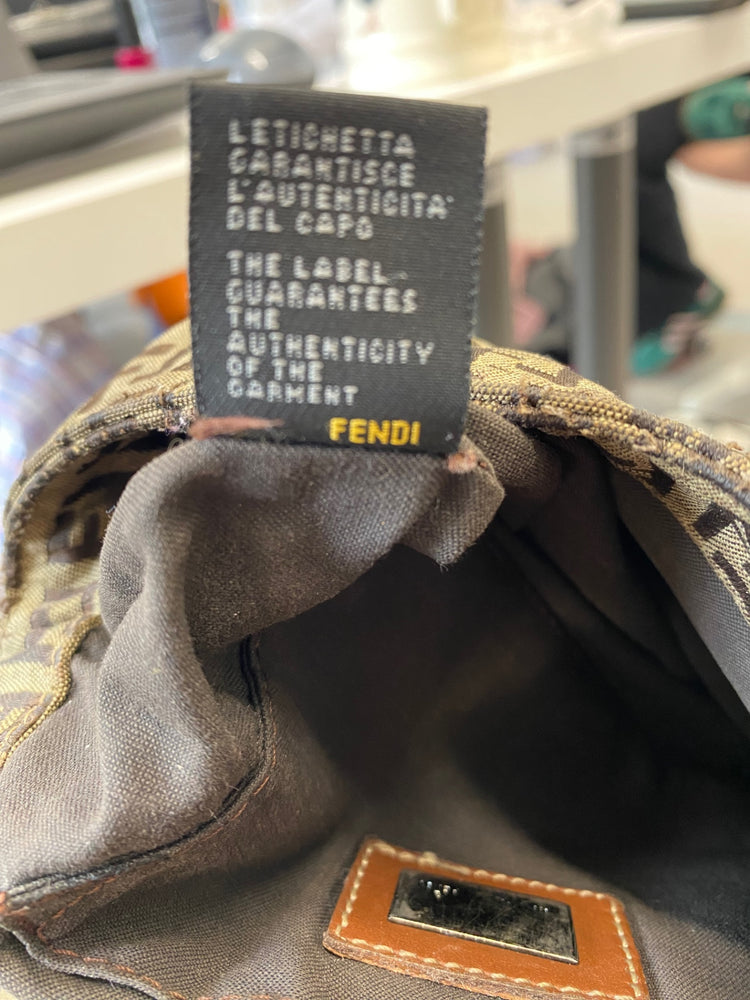 L'ETICHETTA
GARANTISCE
L'AUTENTICITA'
DEL CAPO
THE LABEL
GUARANTEES
THE
AUTHENTICITY
OF THE
GARMENT
FENDI